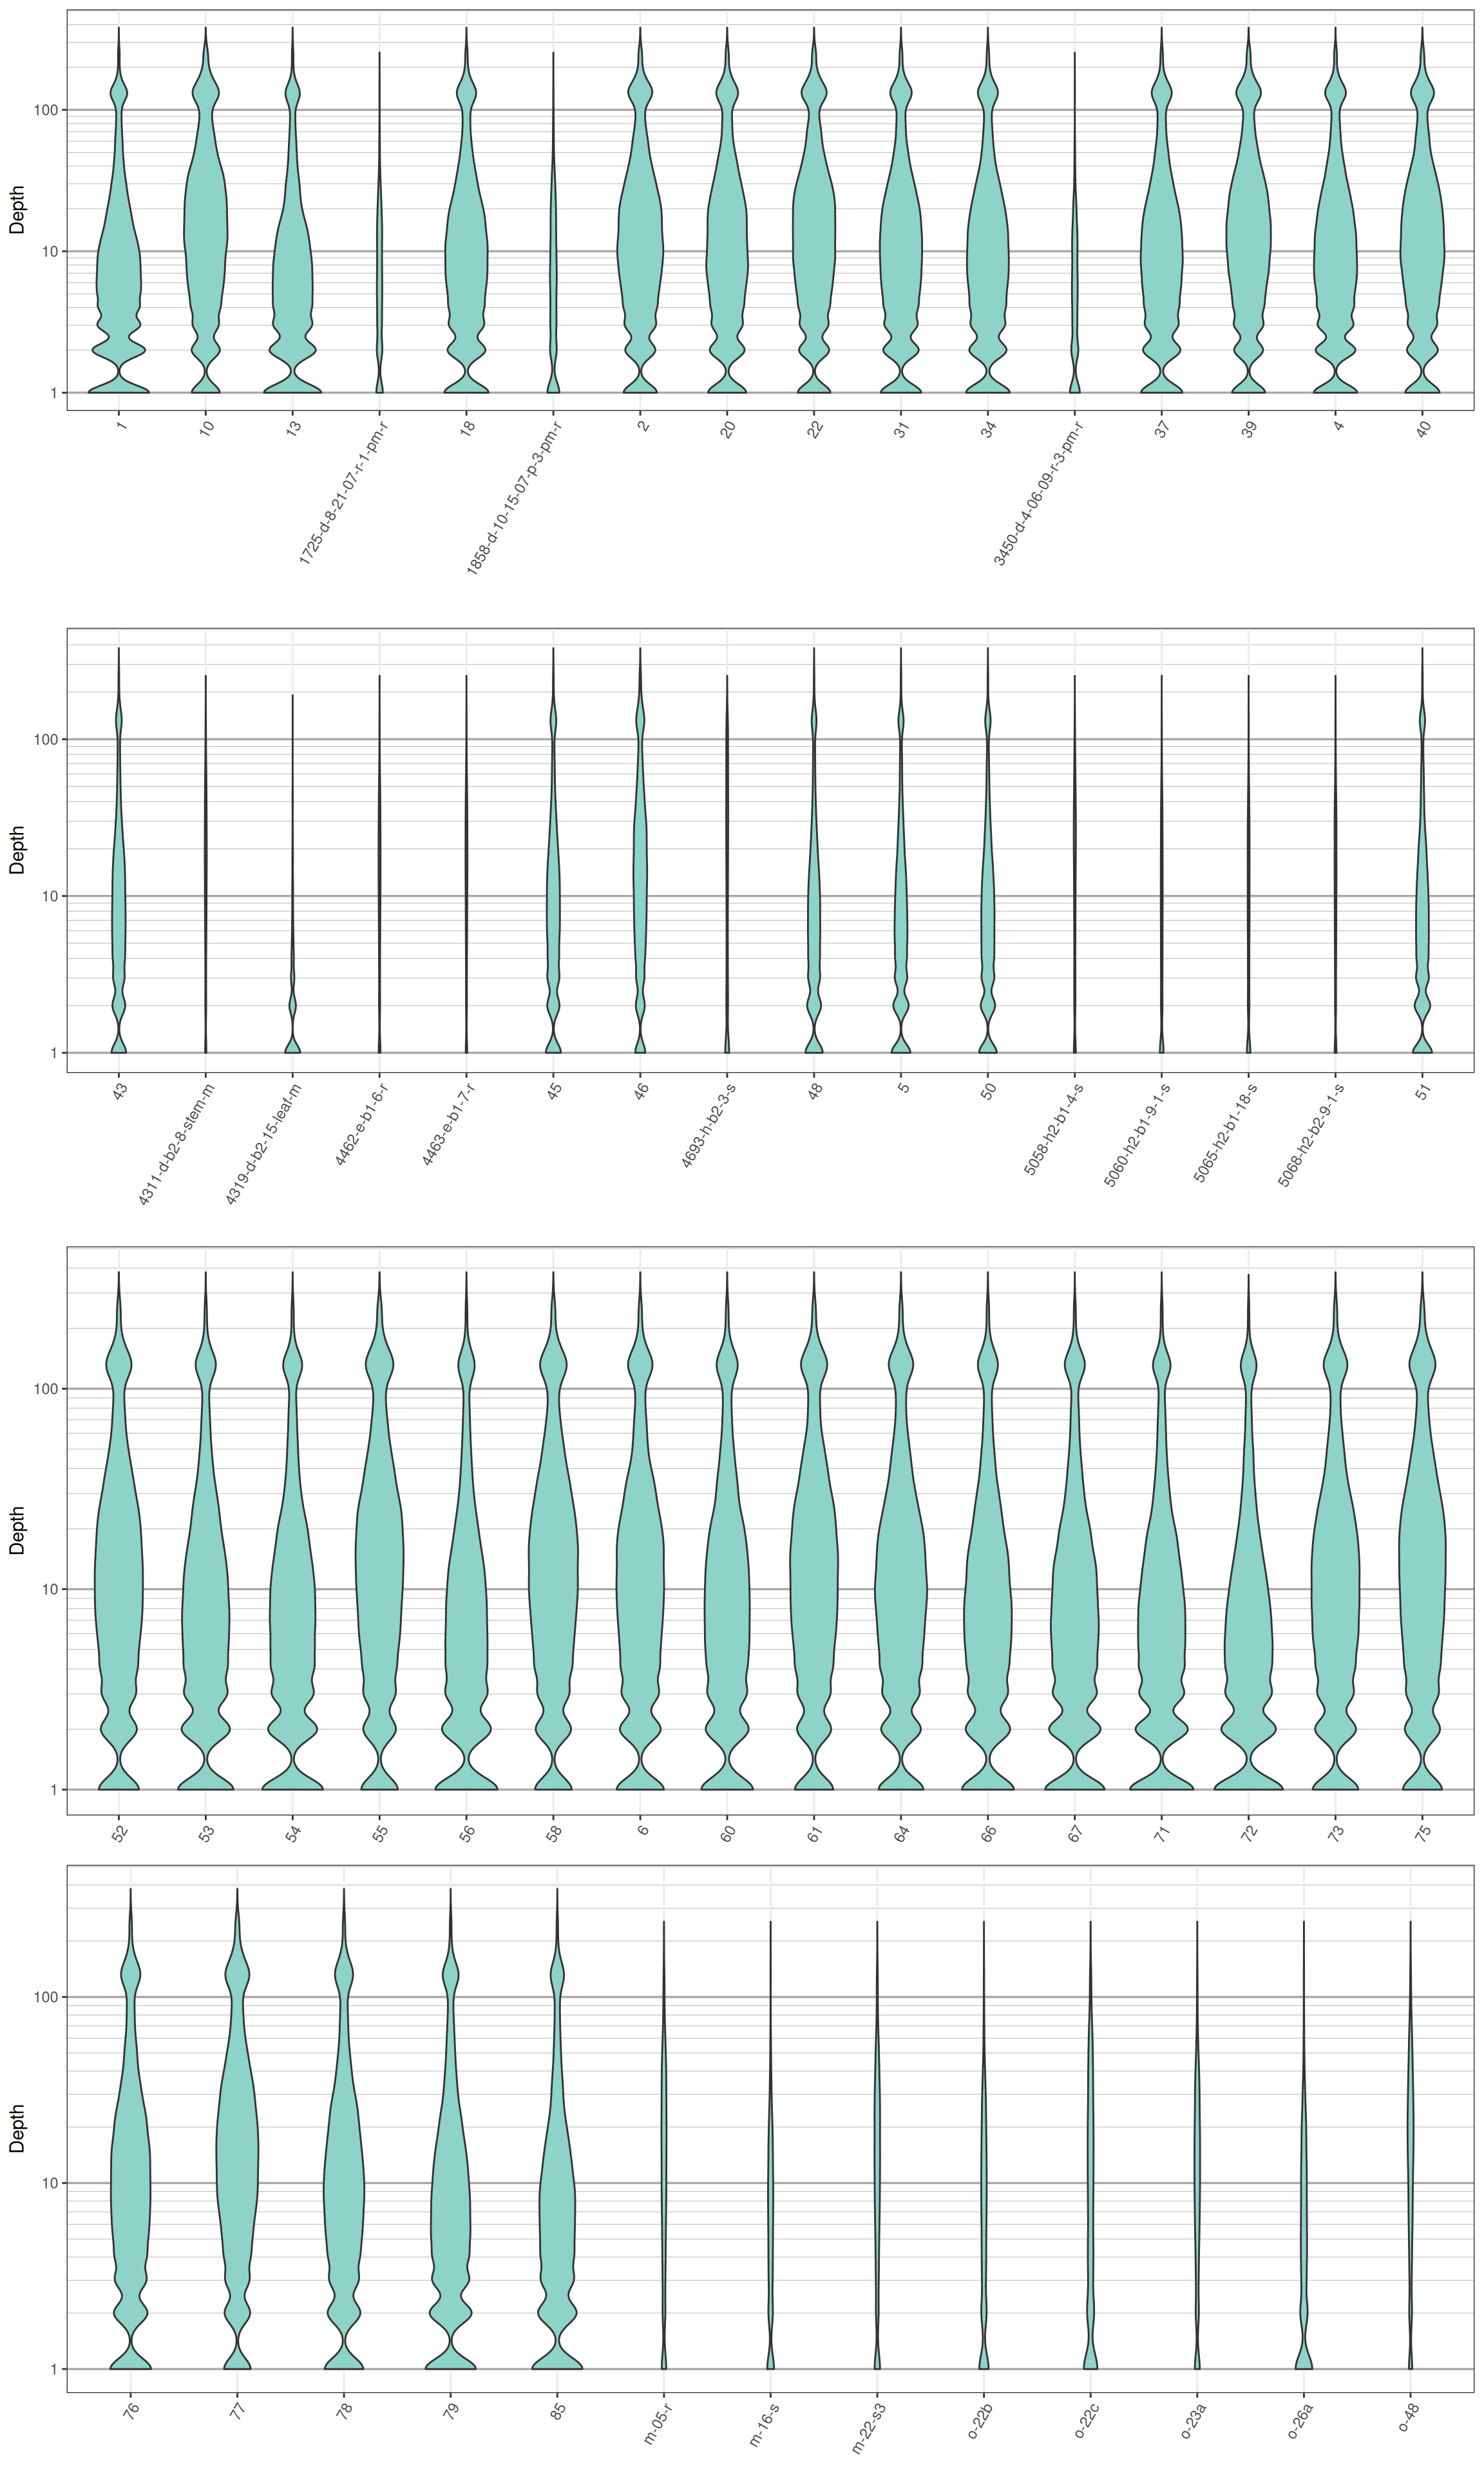 Depth
100
10
1
1
10
13
1725-d-8-21-07-r-1-pm-r
18
1858-d-10-15-07-p-3-pm-r
2
20
22
31
34
3450-d-4-06-09-r-3-pm-r
37
39
4
40
Depth
100
10
1
43
4311-d-b2-8-stem-m
4319-d-b2-15-leaf-m
4462-e-b1-6-r
4463-e-b1-7-r
45
46
4693-h-b2-3-s
48
5
50
5058-h2-b1-4-s
5060-h2-b1-9-1-s
5065-h2-b1-18-s
5068-h2-b2-9-1-s
51
Depth
100
10
1
52
53
54
55
56
58
6
60
61
64
66
67
71
72
73
75
Depth
100
10
1
76
77
78
79
85
m-05-r
m-16-s
m-22-s3
o-22b
o-22c
o-23a
o-26a
o-48